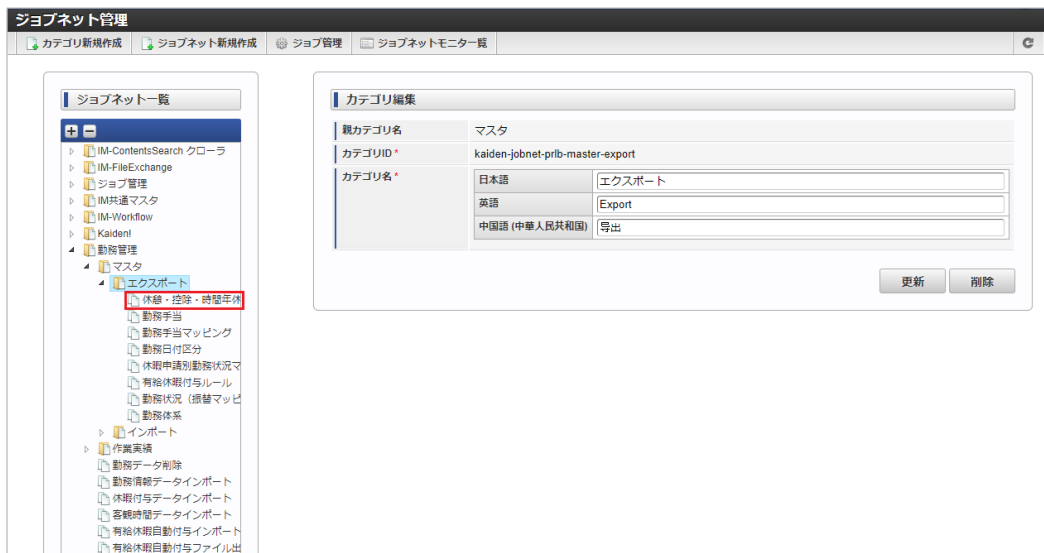 ジョブネット管理
カテゴリ新規作成 ジョブネット新規作成 ジョブ管理 ジョブネットモニタ一覧
ジョブネット一覧
IM-ContentsSearch クローラ
IM-FileExchange
ジョブ管理
IM共通マスタ
IM-Workflow
Kaiden!
勤務管理
マスタ
エクスポート
休憩・控除・時間年休
勤務手当
勤務手当マッピング
勤務日付区分
休暇申請別勤務状況マ
有給休暇付与ルール
勤務状況（振替マッピ
勤務体系
インポート
作業実績
勤務データ削除
勤務情報データインポート
休暇付与データインポート
客観時間データインポート
有給休暇自動付与インポート
有給休暇自動付与ファイル出
カテゴリ編集
親カテゴリ名 マスタ
カテゴリID * kaiden-jobnet-prlb-master-export
カテゴリ名 * 日本語 エクスポート
英語 Export
中国語 (中華人民共和国) 导出
更新 削除